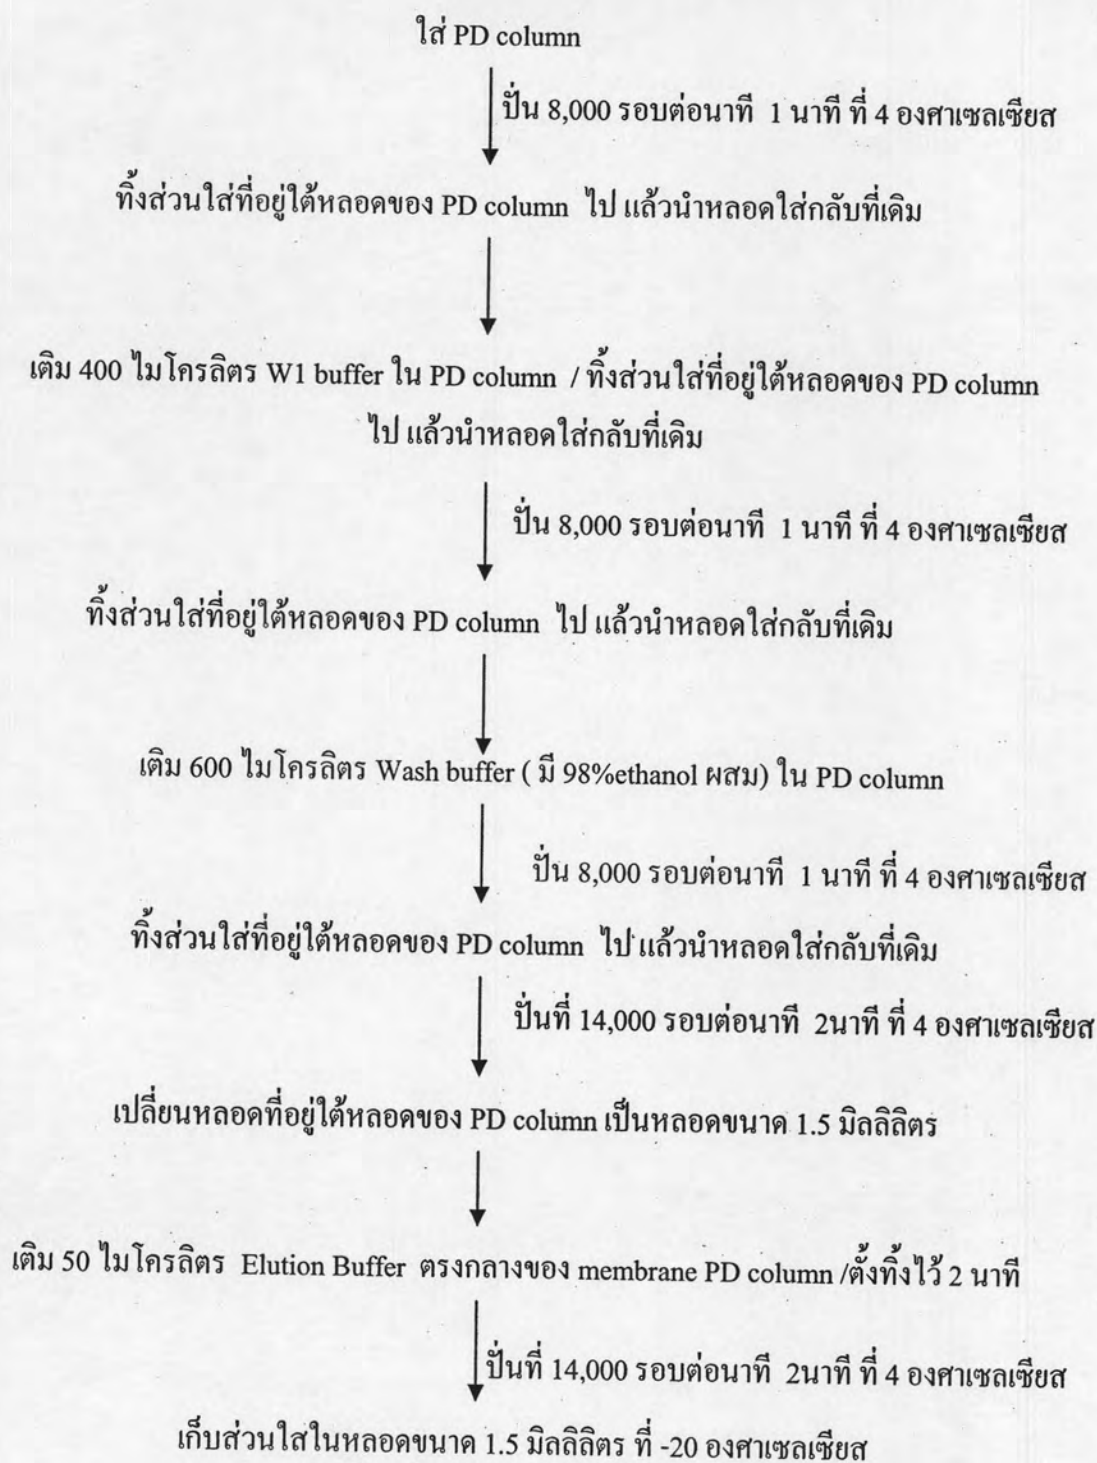 ใส่ PD column
ปั่น 8,000 รอบต่อนาที 1 นาที ที่ 4 องศาเซลเซียส
ทิ้งส่วนใส่ที่อยู่ใต้หลอดของ PD column ไป แล้วนำหลอดใส่กลับที่เดิม
เติม 400 ไมโครลิตร W1 buffer ใน PD column / ทิ้งส่วนใส่ที่อยู่ใต้หลอดของ PD column
ไป แล้วนำหลอดใส่กลับที่เดิม
ปั่น 8,000 รอบต่อนาที 1 นาที ที่ 4 องศาเซลเซียส
ทิ้งส่วนใส่ที่อยู่ใต้หลอดของ PD column ไป แล้วนำหลอดใส่กลับที่เดิม
เติม 600 ไมโครลิตร Wash buffer ( มี 98%ethanol ผสม) ใน PD column
ปั่น 8,000 รอบต่อนาที 1 นาที ที่ 4 องศาเซลเซียส
ทิ้งส่วนใส่ที่อยู่ใต้หลอดของ PD column ไป แล้วนำหลอดใส่กลับที่เดิม
ปั่นที่ 14,000 รอบต่อนาที 2นาที ที่ 4 องศาเซลเซียส
เปลี่ยนหลอดที่อยู่ใต้หลอดของ PD column เป็นหลอดขนาด 1.5 มิลลิลิตร
เติม 50 ไมโครลิตร Elution Buffer ตรงกลางของ membrane PD column /ตั้งทิ้งไว้ 2 นาที
ปั่นที่ 14,000 รอบต่อนาที 2นาที ที่ 4 องศาเซลเซียส
เก็บส่วนใสในหลอดขนาด 1.5 มิลลิลิตร ที่ -20 องศาเซลเซียส